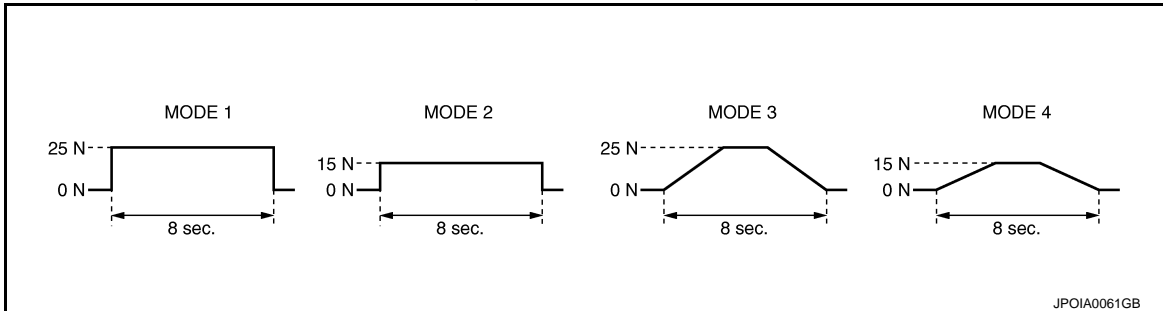 MODE 1 MODE 2 MODE 3 MODE 4
25 N 15 N 25 N 15 N
0 N 0 N 0 N 0 N
8 sec. 8 sec. 8 sec. 8 sec.
JPOIA0061GB